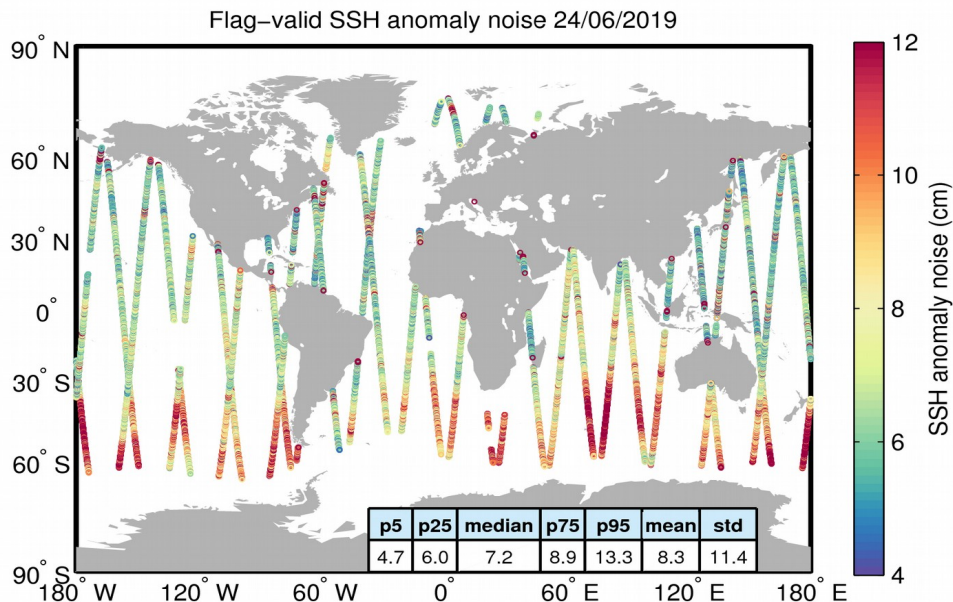 Flag−valid SSH anomaly noise 24/06/2019
90° N
60° N
30° N
0°
30° S
60° S
90° S
180° W 120° W 60° W 0° 60° E 120° E 180° E
p5 p25 median p75 p95 mean std
4.7 6.0 7.2 8.9 13.3 8.3 11.4
12
10
8
6
4
SSH anomaly noise (cm)